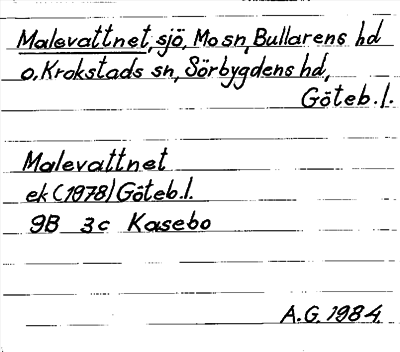 Malevattnet, sjö, Mo sn, Bullarens hd
o. Krokstads sn, Sörbygdens hd,
Göteb. l.
Malevattnet
ek (1978) Göteb. l.
9B 3c Kasebo
A.G. 1984